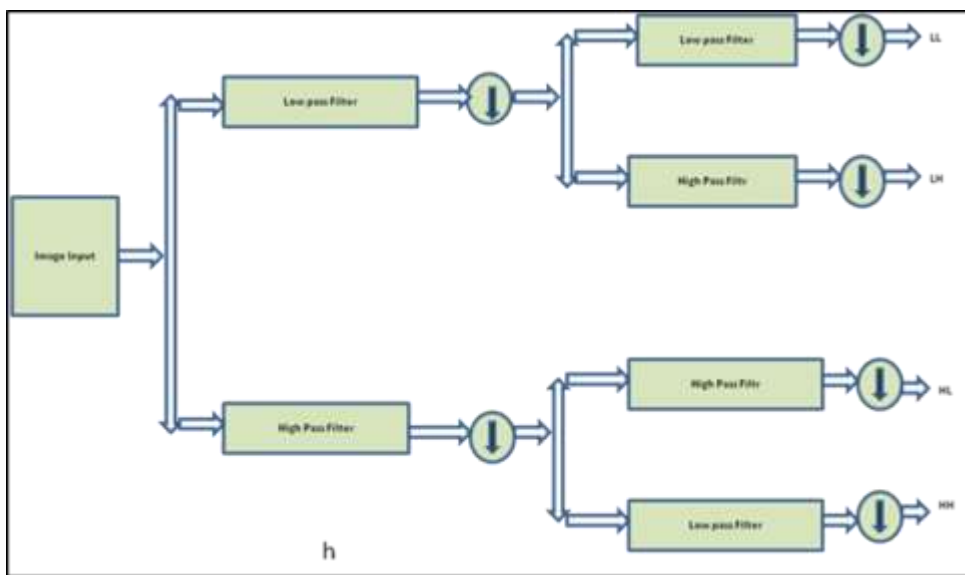 Low pass Filter
LL
Low pass Filter
High Pass Filtr
LH
Image Input
High Pass Filtr
HL
High Pass Filter
Low pass Filter
HH
h